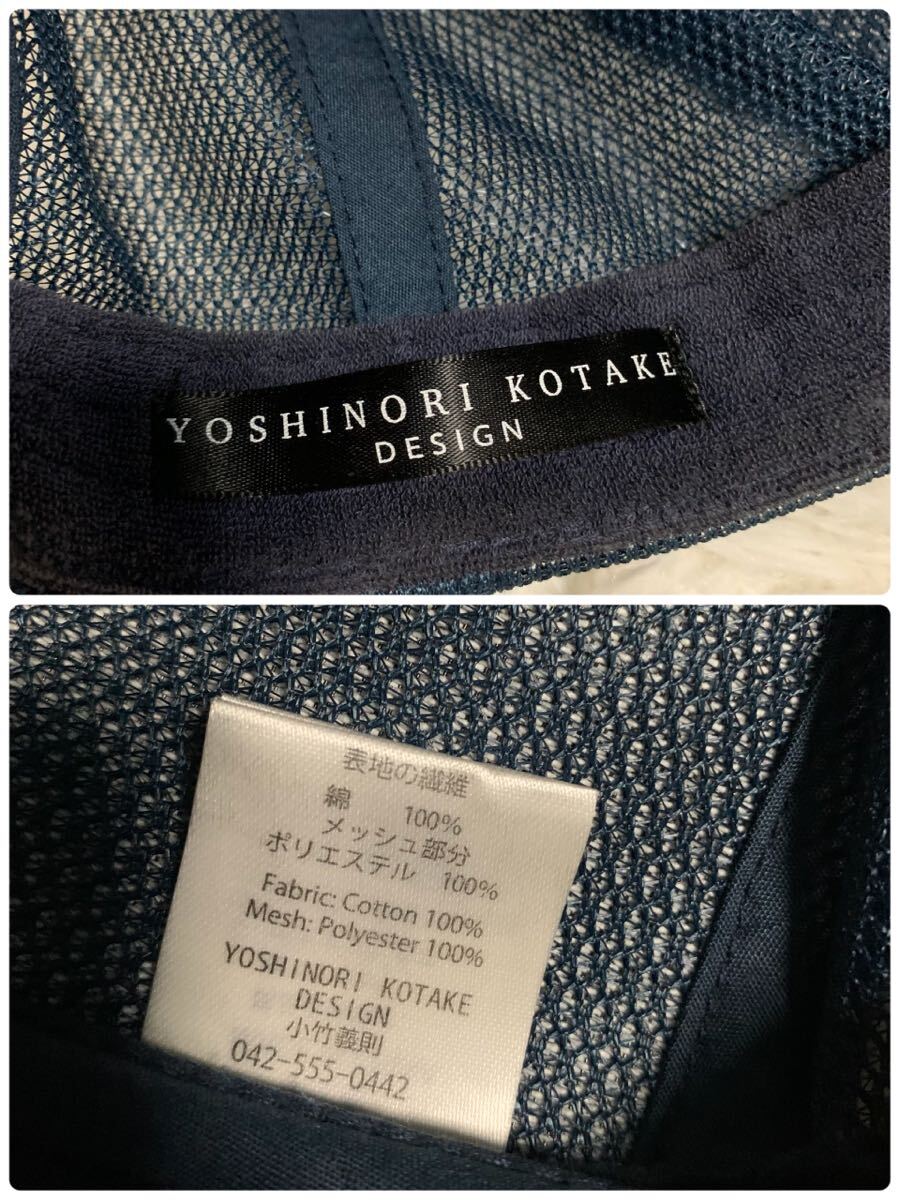 YOSHINORI KOTAKE
DESIGN
表地の繊維
綿 100%
メッシュ部分
ポリエステル 100%
Fabric: Cotton 100%
Mesh: Polyester 100%
YOSHINORI KOTAKE
DESIGN
小竹義則
042-555-0442